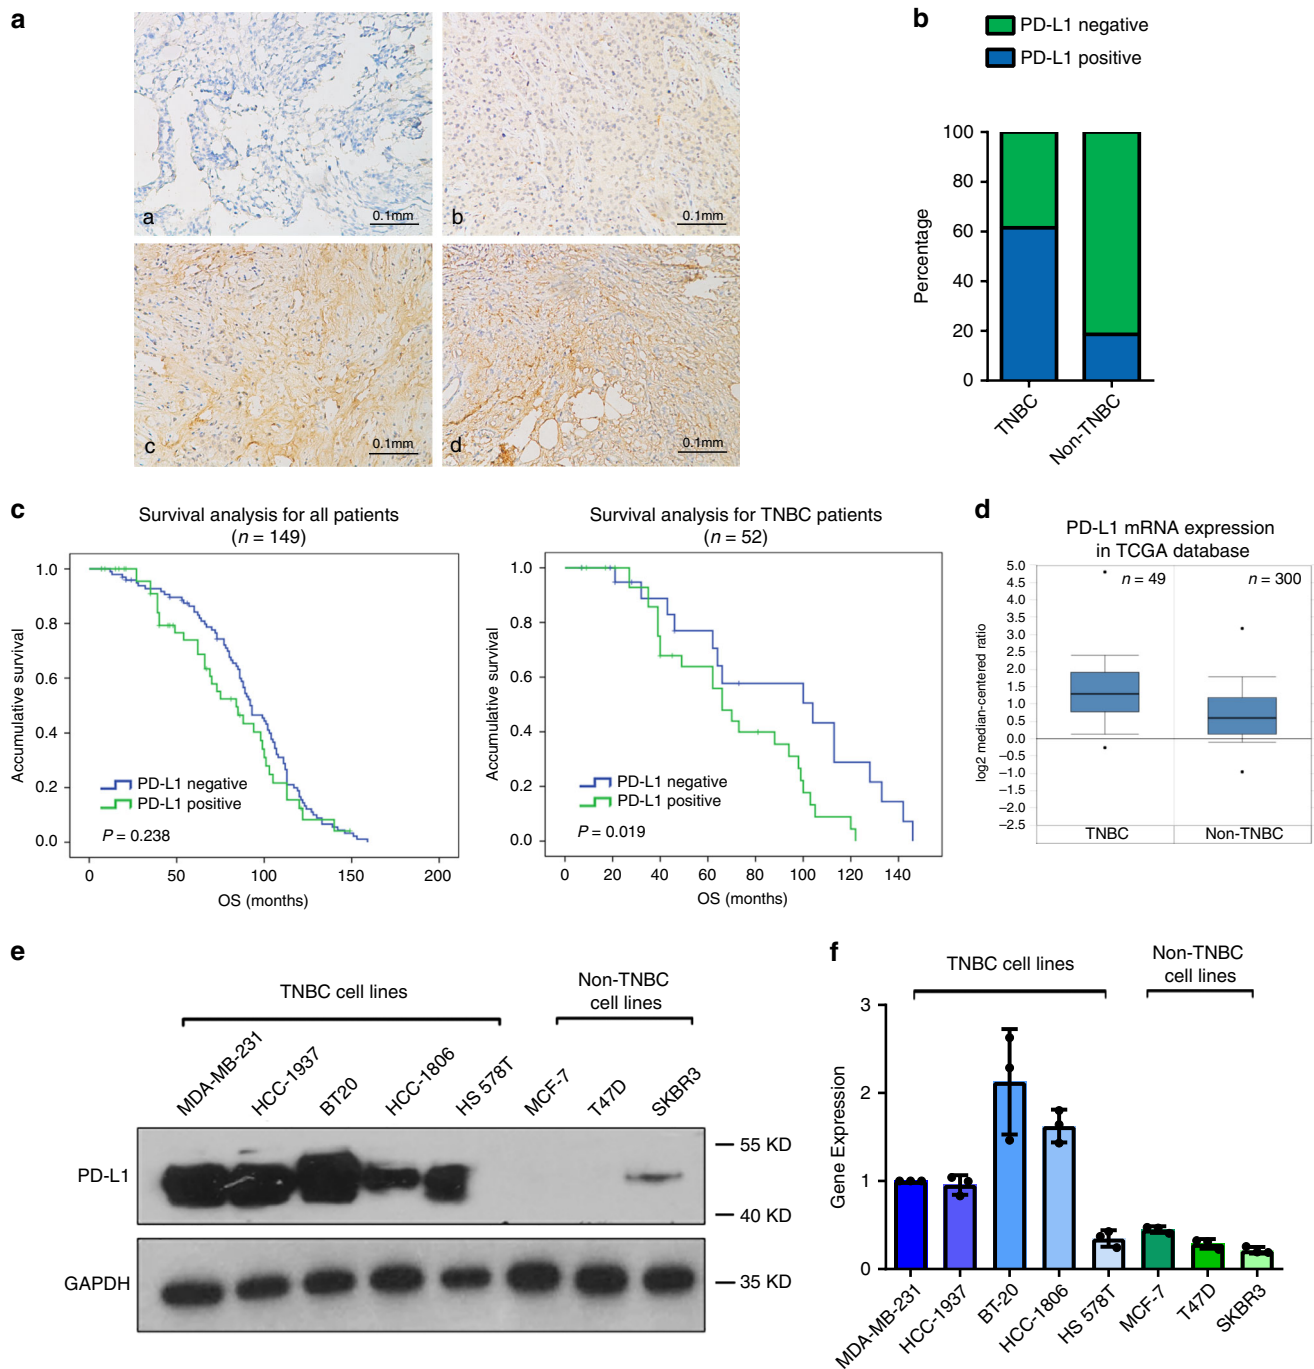 a
a
0.1mm
b
0.1mm
c
0.1mm
d
0.1mm
b
PD-L1 negative
PD-L1 positive
Percentage
100
80
60
40
20
0
TNBC
Non-TNBC
c
Survival analysis for all patients
(n = 149)
Accumulative survival
1.0
0.8
0.6
0.4
0.2
0.0
PD-L1 negative
PD-L1 positive
P = 0.238
0 50 100 150 200
OS (months)
Survival analysis for TNBC patients
(n = 52)
Accumulative survival
1.0
0.8
0.6
0.4
0.2
0.0
PD-L1 negative
PD-L1 positive
P = 0.019
0 20 40 60 80 100 120 140
OS (months)
d
PD-L1 mRNA expression
in TCGA database
log2 median-centered ratio
5.0
4.5
4.0
3.5
3.0
2.5
2.0
1.5
1.0
0.5
0.0
−0.5
−1.0
−1.5
−2.0
−2.5
n = 49
n = 300
TNBC
Non-TNBC
e
TNBC cell lines
Non-TNBC
cell lines
MDA-MB-231
HCC-1937
BT20
HCC-1806
HS 578T
MCF-7
T47D
SKBR3
PD-L1
55 KD
40 KD
GAPDH
35 KD
f
TNBC cell lines
Non-TNBC
cell lines
Gene Expression
3
2
1
0
MDA-MB-231
HCC-1937
BT-20
HCC-1806
HS 578T
MCF-7
T47D
SKBR3